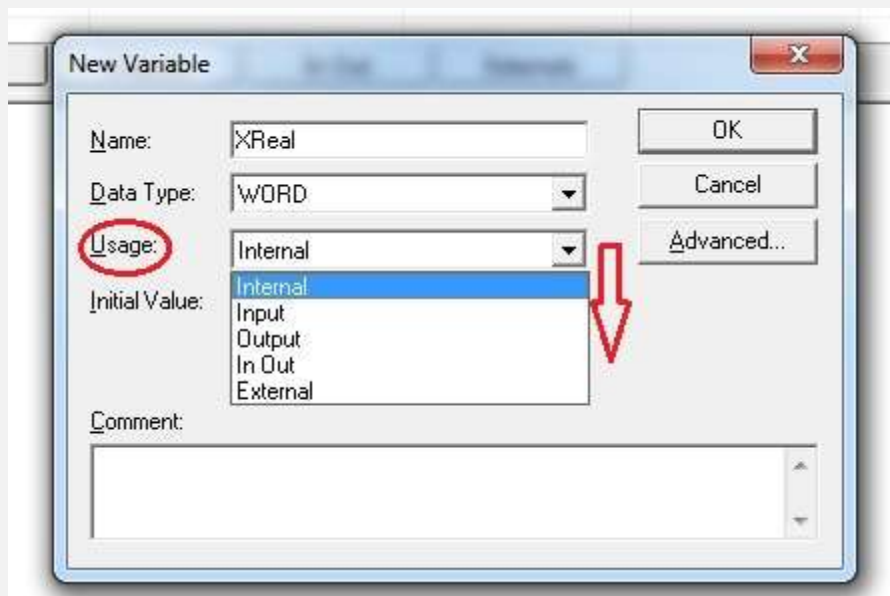 New Variable
Name: XReal OK
Data Type: WORD Cancel
Usage: Internal Advanced...
Initial Value: Internal
Input
Output
In Out
External
Comment: